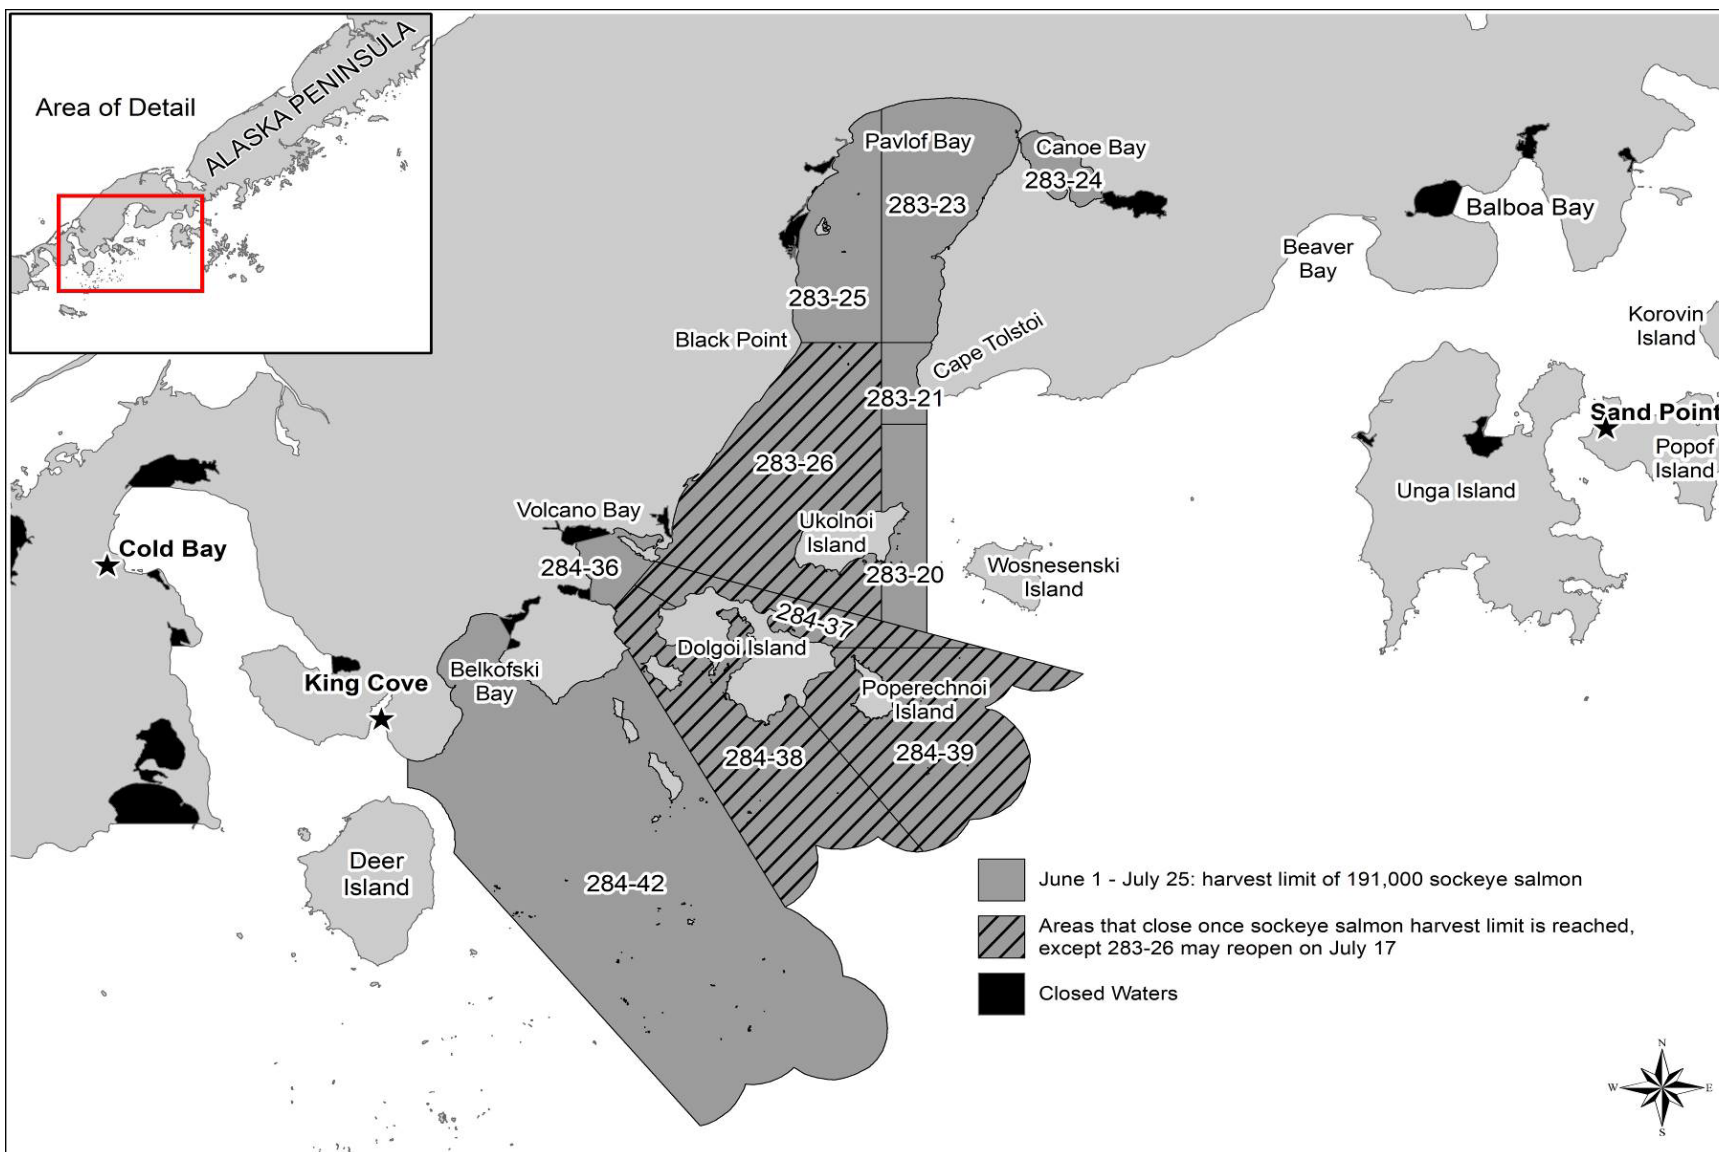 Area of Detail
ALASKA PENINSULA
Pavlof Bay
Canoe Bay
283-24
283-23
Balboa Bay
Beaver
Bay
283-25
Korovin
Island
Black Point
Cape Tolstoi
283-21
Sand Point
Popof
Island
283-26
Unga Island
Volcano Bay
Ukolnoi
Island
Cold Bay
284-36
283-20
Wosnesenski
Island
284-37
Dolgoi Island
Belkofski
Bay
King Cove
Poperechnoi
Island
284-38
284-39
Deer
Island
284-42
June 1 - July 25: harvest limit of 191,000 sockeye salmon
Areas that close once sockeye salmon harvest limit is reached,
except 283-26 may reopen on July 17
Closed Waters
N
W
E
S